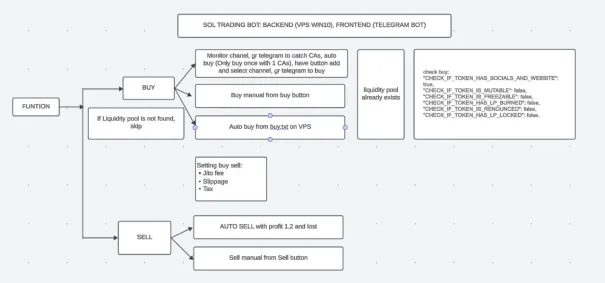 SOL TRADING BOT: BACKEND (VPS WIN10), FRONTEND (TELEGRAM BOT)
Monitor chanel, gr telegram to catch CAs, auto
buy (Only buy once with 1 CAs), have button add
and select channel, gr telegram to buy
BUY
Buy manual from buy button
FUNTION
If Liquidity pool is not found,
skip
Auto buy from buy.txt on VPS
liquidity pool
already exists
check buy:
"CHECK_IF_TOKEN_HAS_SOCIALS_AND_WEBSITE":
true,
"CHECK_IF_TOKEN_IS_MUTABLE": false,
"CHECK_IF_TOKEN_IS_FREEZABLE": false,
"CHECK_IF_TOKEN_HAS_LP_BURNED": false,
"CHECK_IF_TOKEN_IS_RENOUNCED": false,
"CHECK_IF_TOKEN_HAS_LP_LOCKED": false,
Setting buy sell:
• Jito fee
• Slippage
• Tax
SELL
AUTO SELL with profit 1,2 and lost
Sell manual from Sell button